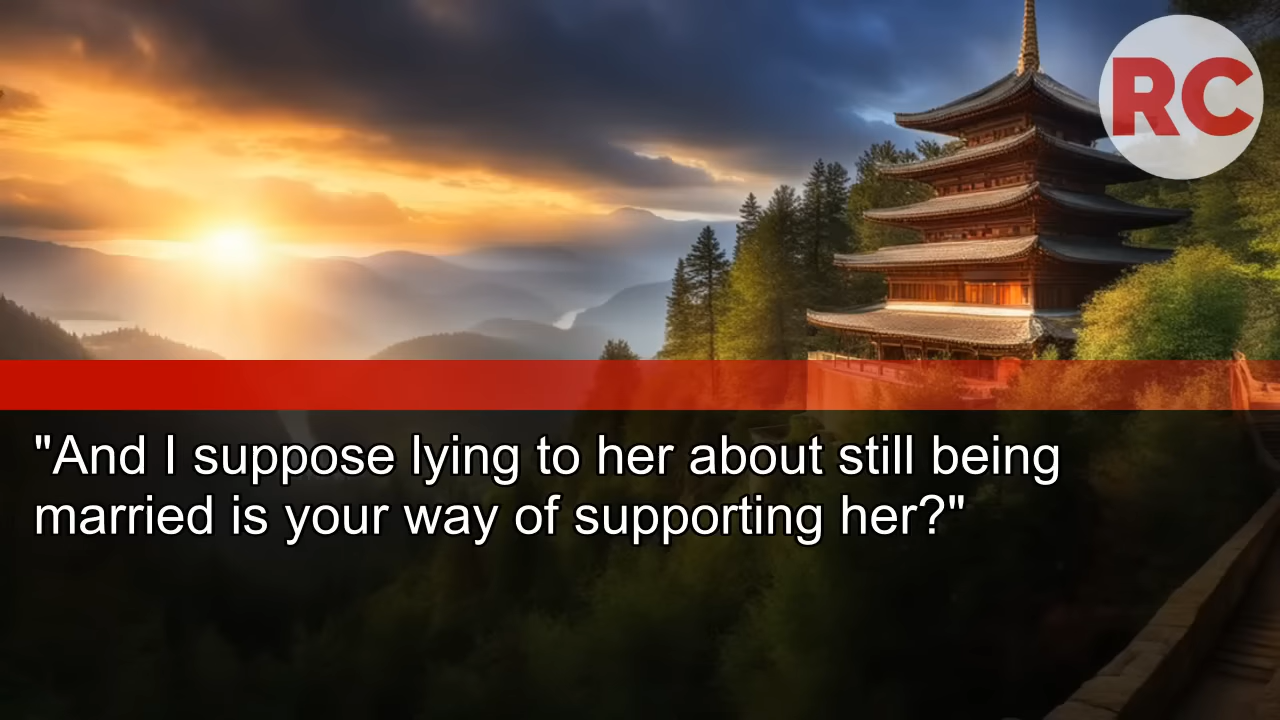 RC
"And I suppose lying to her about still being
married is your way of supporting her?"